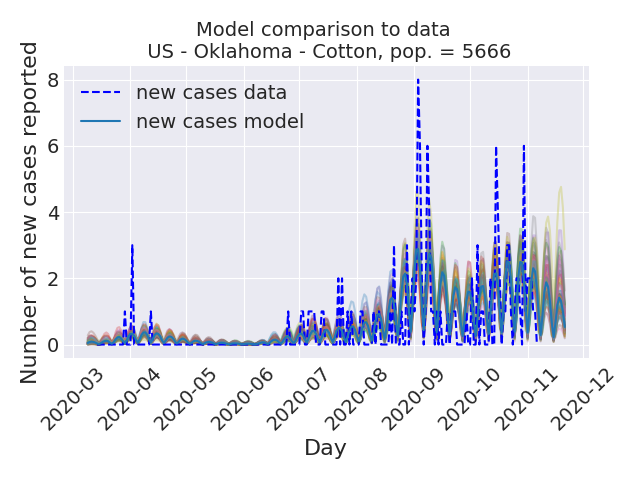 Model comparison to data
US - Oklahoma - Cotton, pop. = 5666
Number of new cases reported
8
6
4
2
0
new cases data
new cases model
2020-03
2020-04
2020-05
2020-06
2020-07
2020-08
2020-09
2020-10
2020-11
2020-12
Day